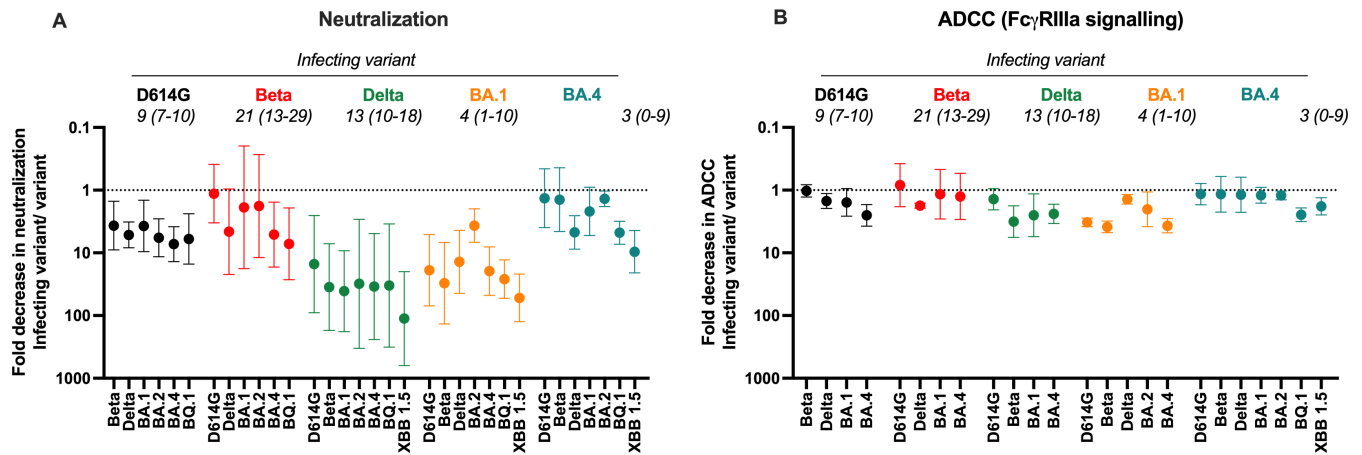 A
Neutralization
Infecting variant
D614G Beta Delta BA.1 BA.4
9 (7-10) 21 (13-29) 13 (10-18) 4 (1-10) 3 (0-9)
Fold decrease in neutralization
Infecting variant/ variant
0.1
1
10
100
1000
Beta
Delta
BA.1
BA.2
BA.4
BQ.1
D614G
Delta
BA.1
BA.2
BA.4
BQ.1
D614G
Beta
BA.1
BA.2
BA.4
BQ.1
XBB 1.5
D614G
Beta
Delta
BA.2
BA.4
BQ.1
XBB 1.5
D614G
Beta
Delta
BA.1
BA.2
BQ.1
XBB 1.5
B
ADCC (FcγRIIIa signalling)
Infecting variant
D614G Beta Delta BA.1 BA.4
9 (7-10) 21 (13-29) 13 (10-18) 4 (1-10) 3 (0-9)
Fold decrease in ADCC
Infecting variant/ variant
0.1
1
10
100
1000
Beta
Delta
BA.1
BA.4
D614G
Delta
BA.1
BA.4
D614G
Beta
BA.1
BA.4
D614G
Beta
Delta
BA.2
BA.4
D614G
Beta
Delta
BA.1
BA.2
BQ.1
XBB 1.5